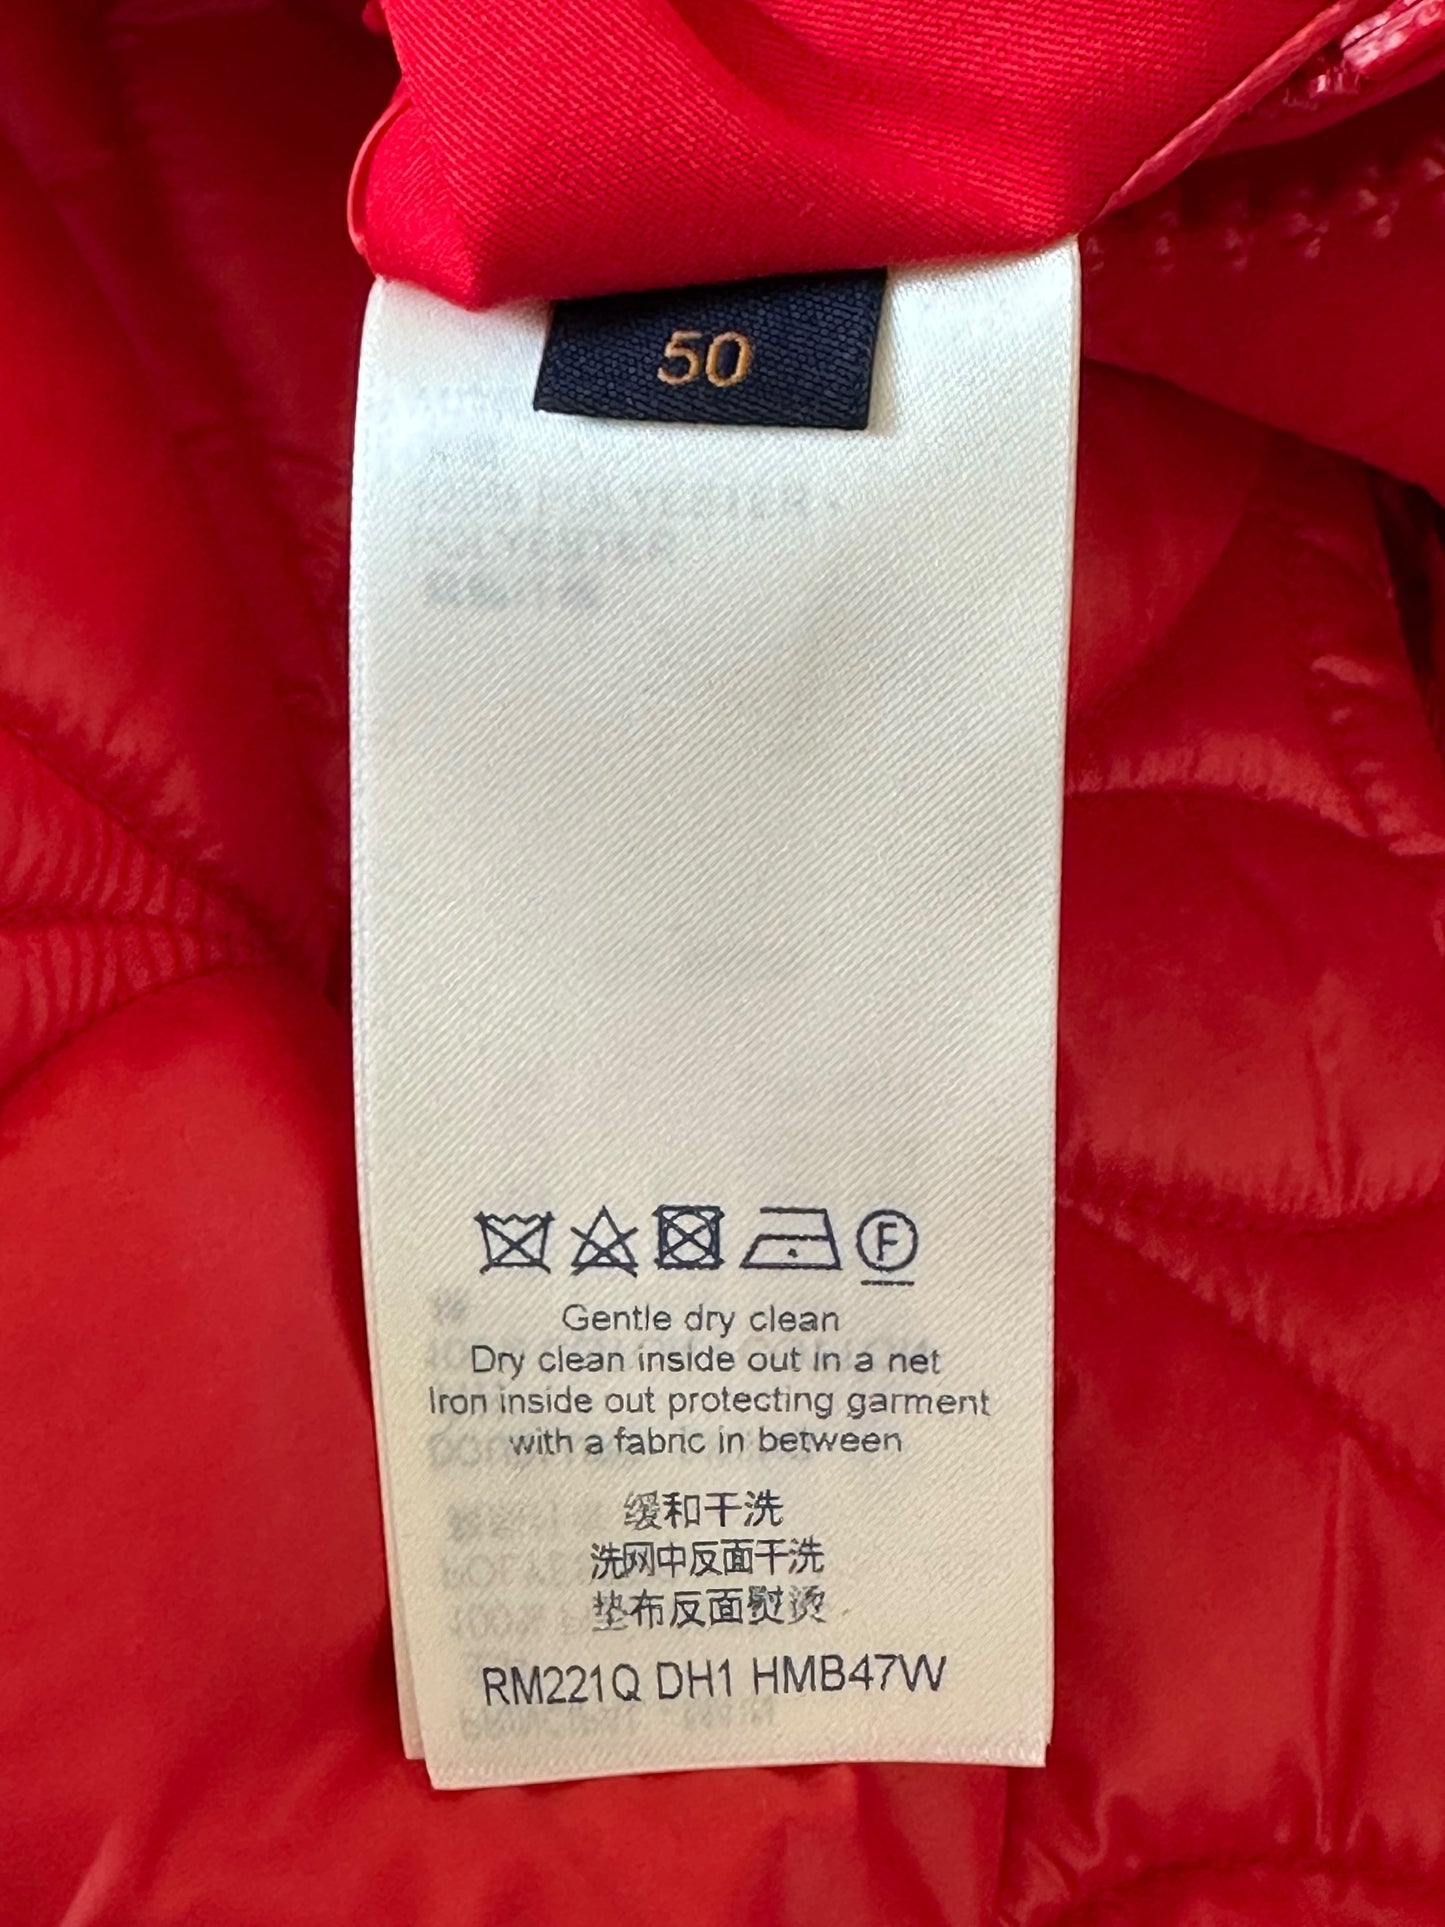 50
F
Gentle dry clean
Dry clean inside out in a net
Iron inside out protecting garment
with a fabric in between
缓和干洗
洗网中反面干洗
垫布反面熨烫
RM221Q DH1 HMB47W